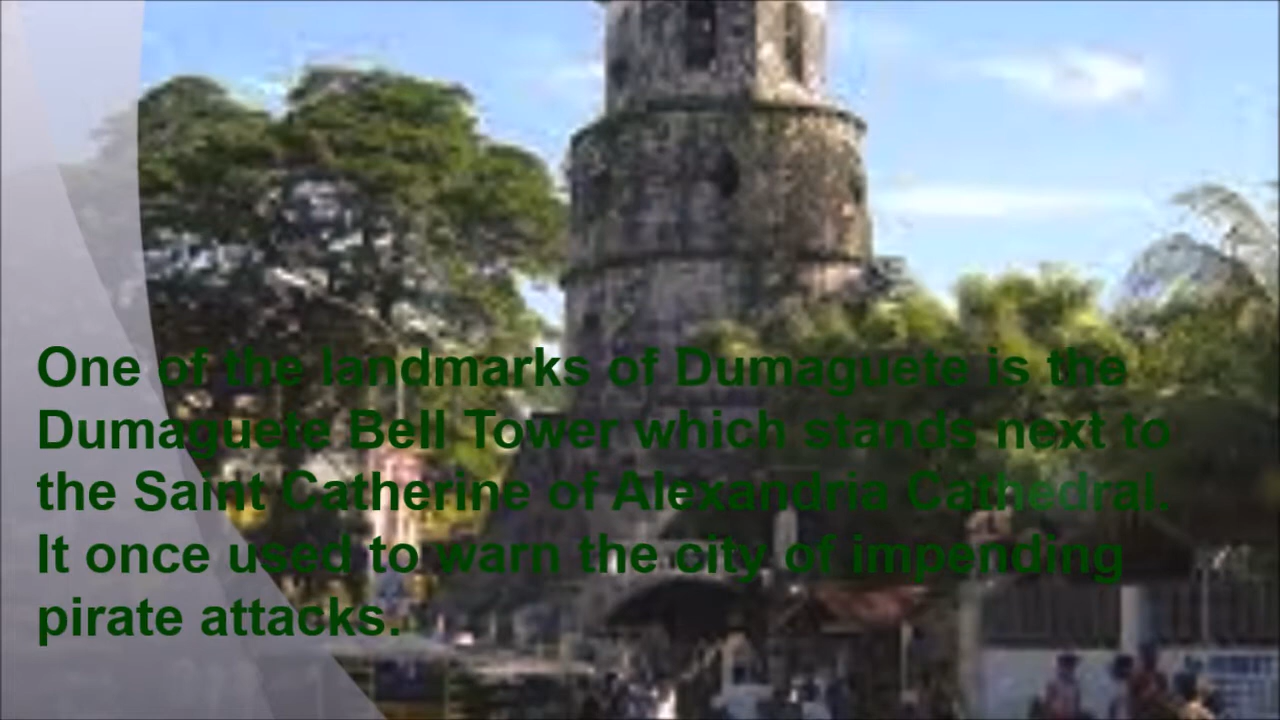 One of the landmarks of Dumaguete is the
Dumaguete Bell Tower which stands next to
the Saint Catherine of Alexandria Cathedral.
It once used to warn the city of impending
pirate attacks.